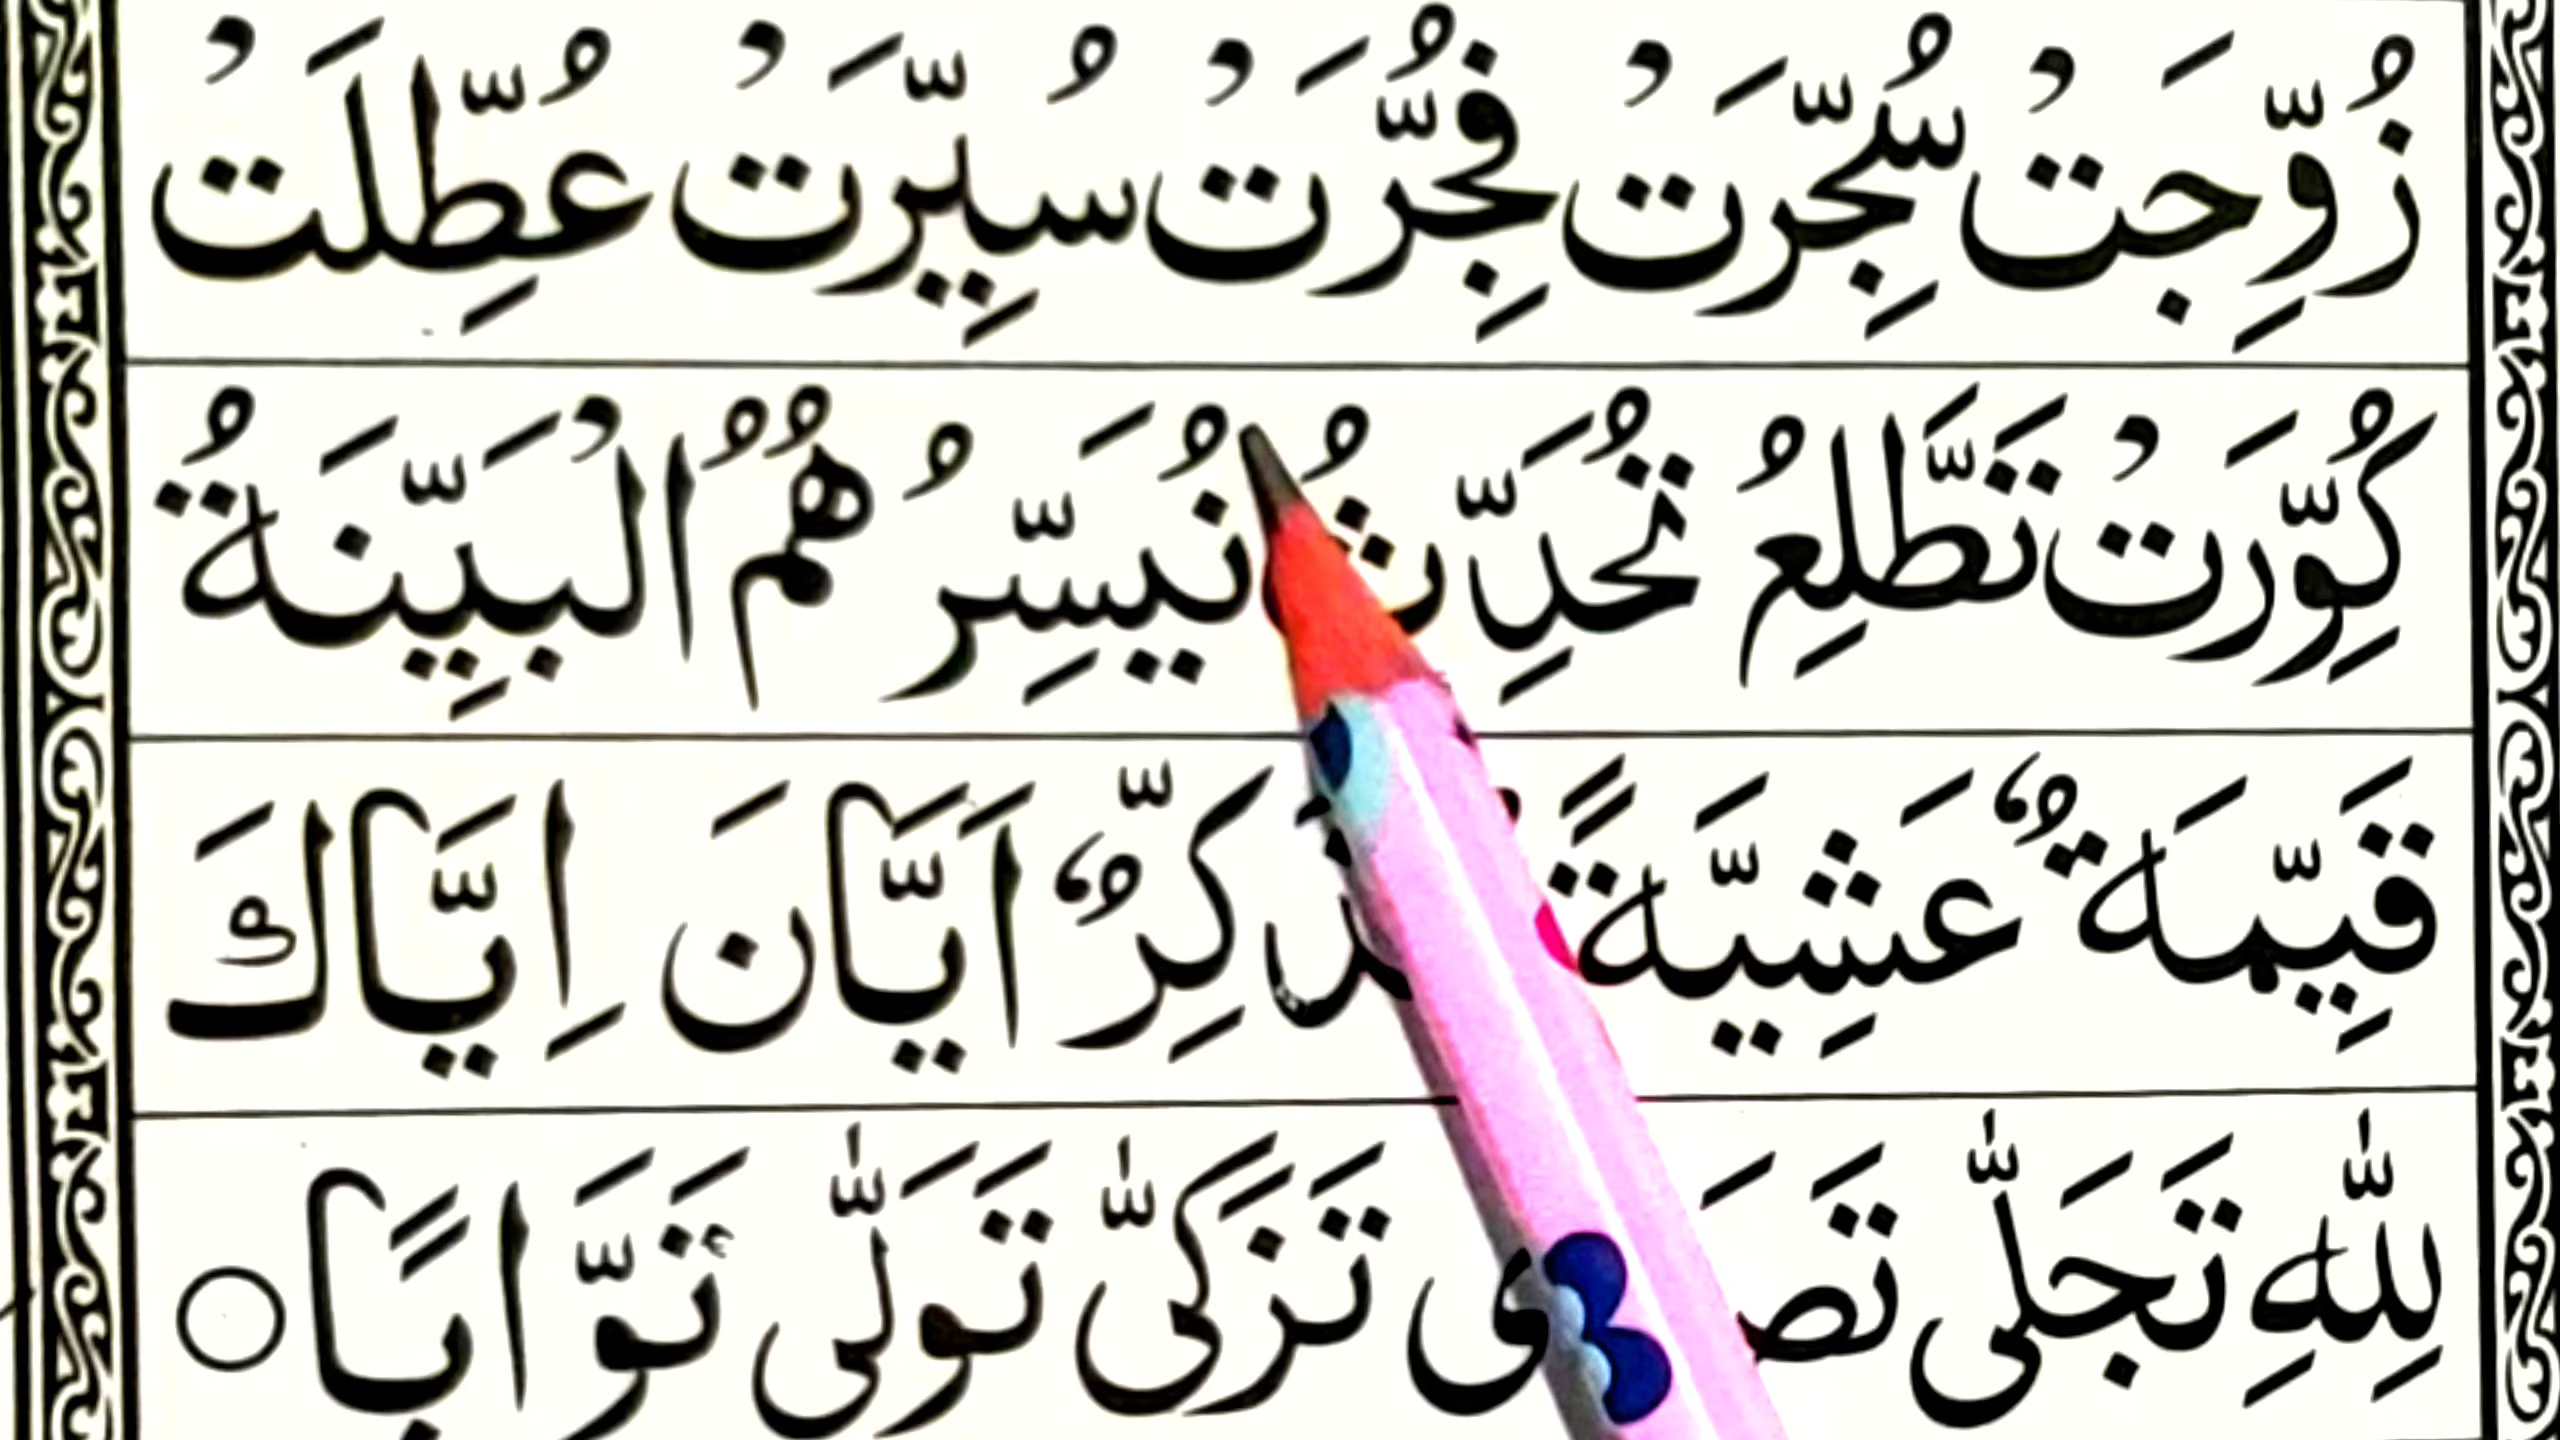 زُوِّجَتْ سُجِّرَتْ فُجِّرَتْ سُيِّرَتْ عُطِّلَتْ
كُوِّرَتْ تَطَّلِعُ تُحَدِّثُ نُيَسِّرُ هُمُ الْبَيِّنَةُ
قَيِّمَةٌ عَشِيَّةً كِّرٌ اَيَّانَ اِيَّاكَ
لِلّٰهِ تَجَلّٰى تَزَكّٰى تَوَلّٰى تَوَّابًا